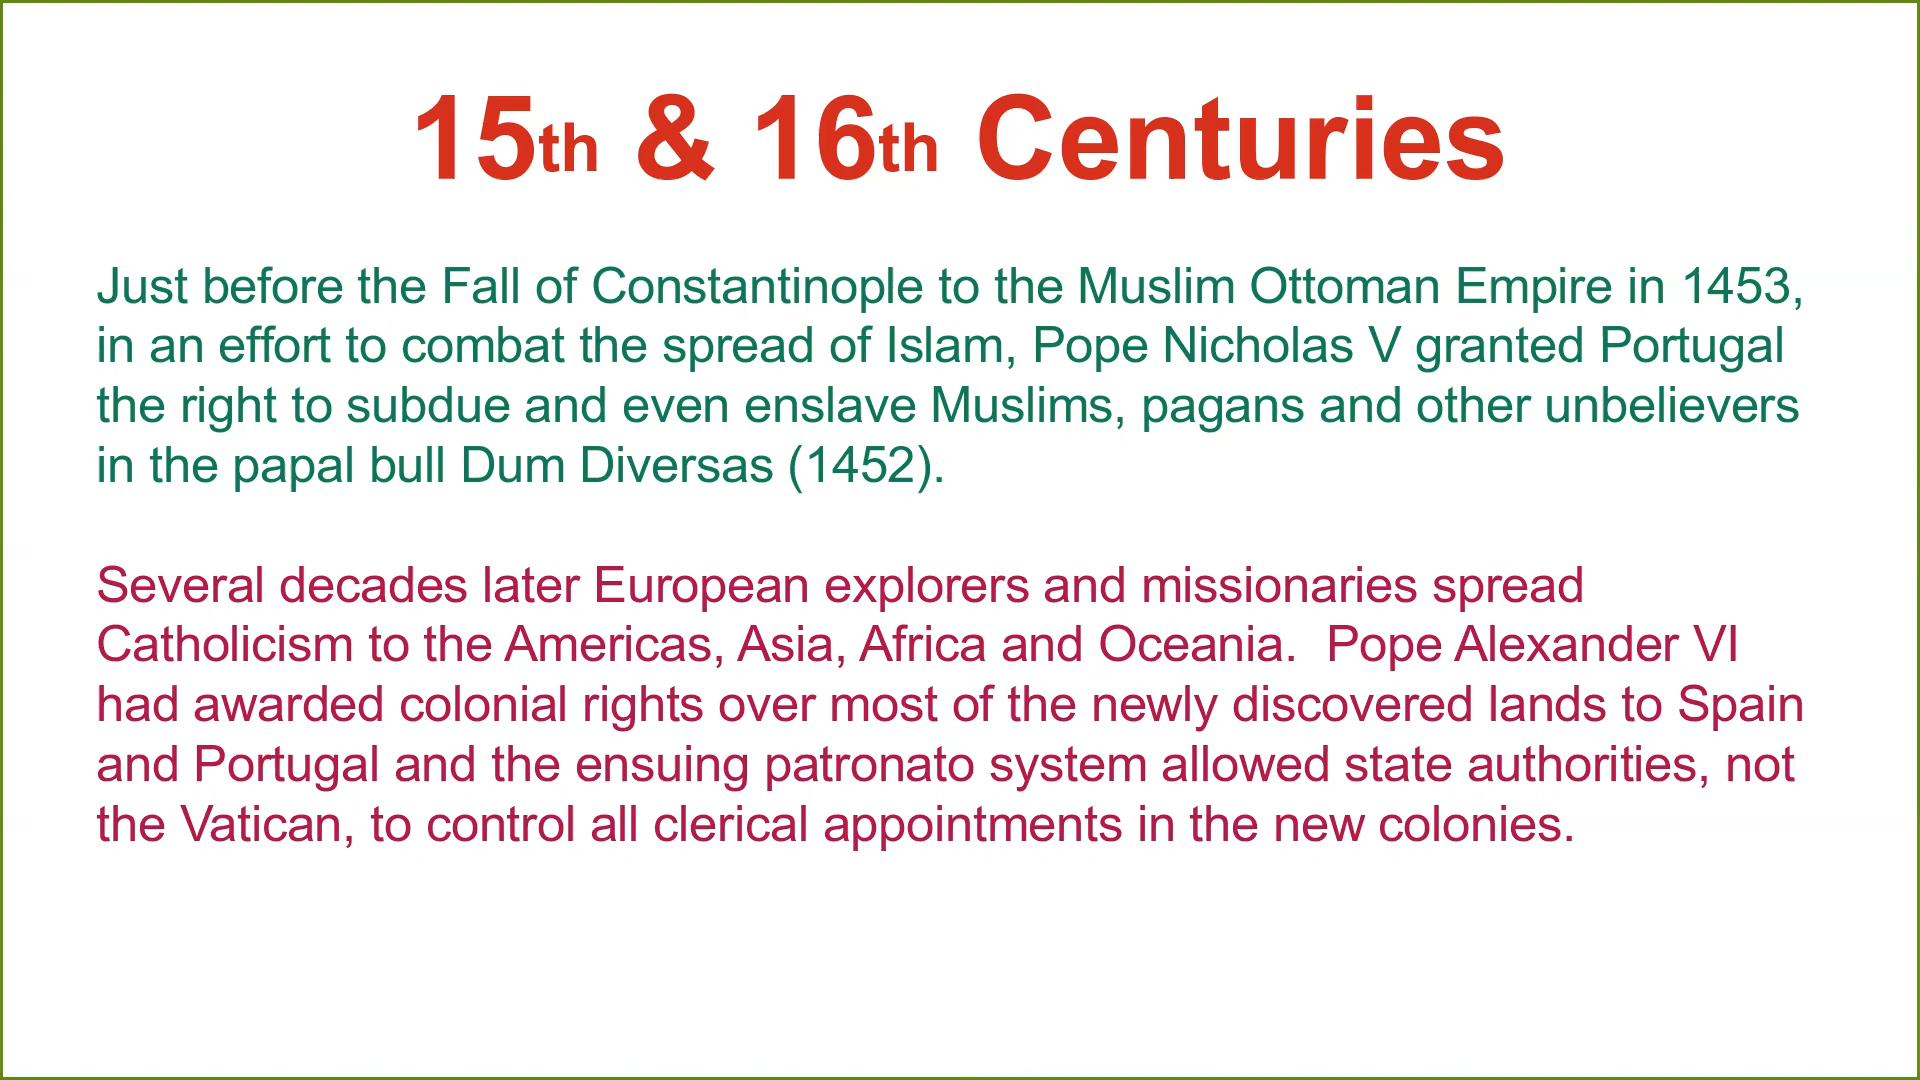 15th & 16th Centuries
Just before the Fall of Constantinople to the Muslim Ottoman Empire in 1453,
in an effort to combat the spread of Islam, Pope Nicholas V granted Portugal
the right to subdue and even enslave Muslims, pagans and other unbelievers
in the papal bull Dum Diversas (1452).
Several decades later European explorers and missionaries spread
Catholicism to the Americas, Asia, Africa and Oceania.  Pope Alexander VI
had awarded colonial rights over most of the newly discovered lands to Spain
and Portugal and the ensuing patronato system allowed state authorities, not
the Vatican, to control all clerical appointments in the new colonies.